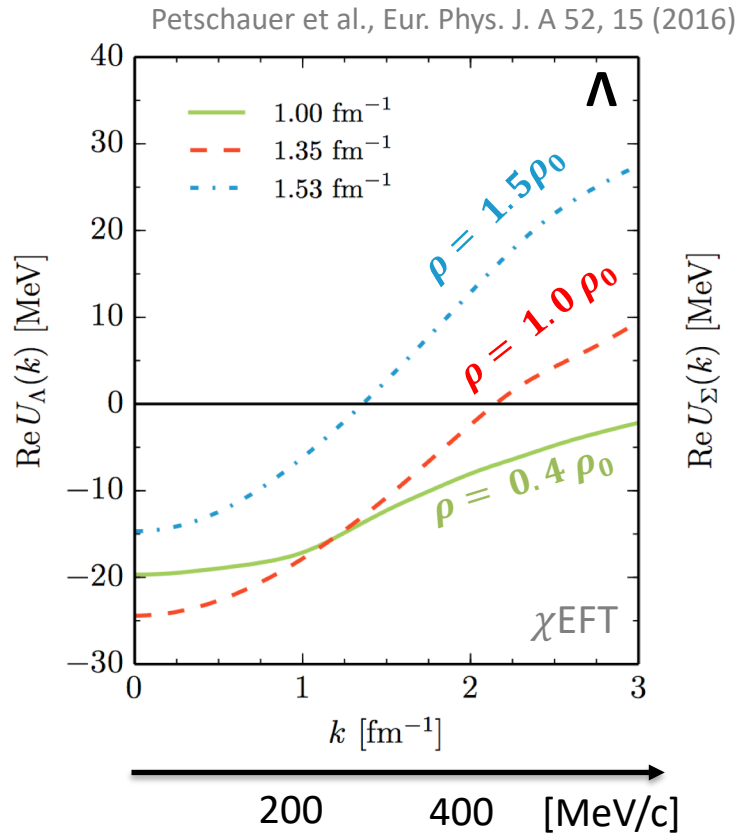 Petschauer et al., Eur. Phys. J. A 52, 15 (2016)
40
30
20
10
0
−10
−20
−30
Re U_Λ(k) [MeV]
1.00 fm⁻¹
1.35 fm⁻¹
1.53 fm⁻¹
Λ
ρ = 1.5ρ₀
ρ = 1.0 ρ₀
ρ = 0.4 ρ₀
χEFT
Re U_Σ(k) [MeV]
0 1 2 3
k [fm⁻¹]
200 400 [MeV/c]